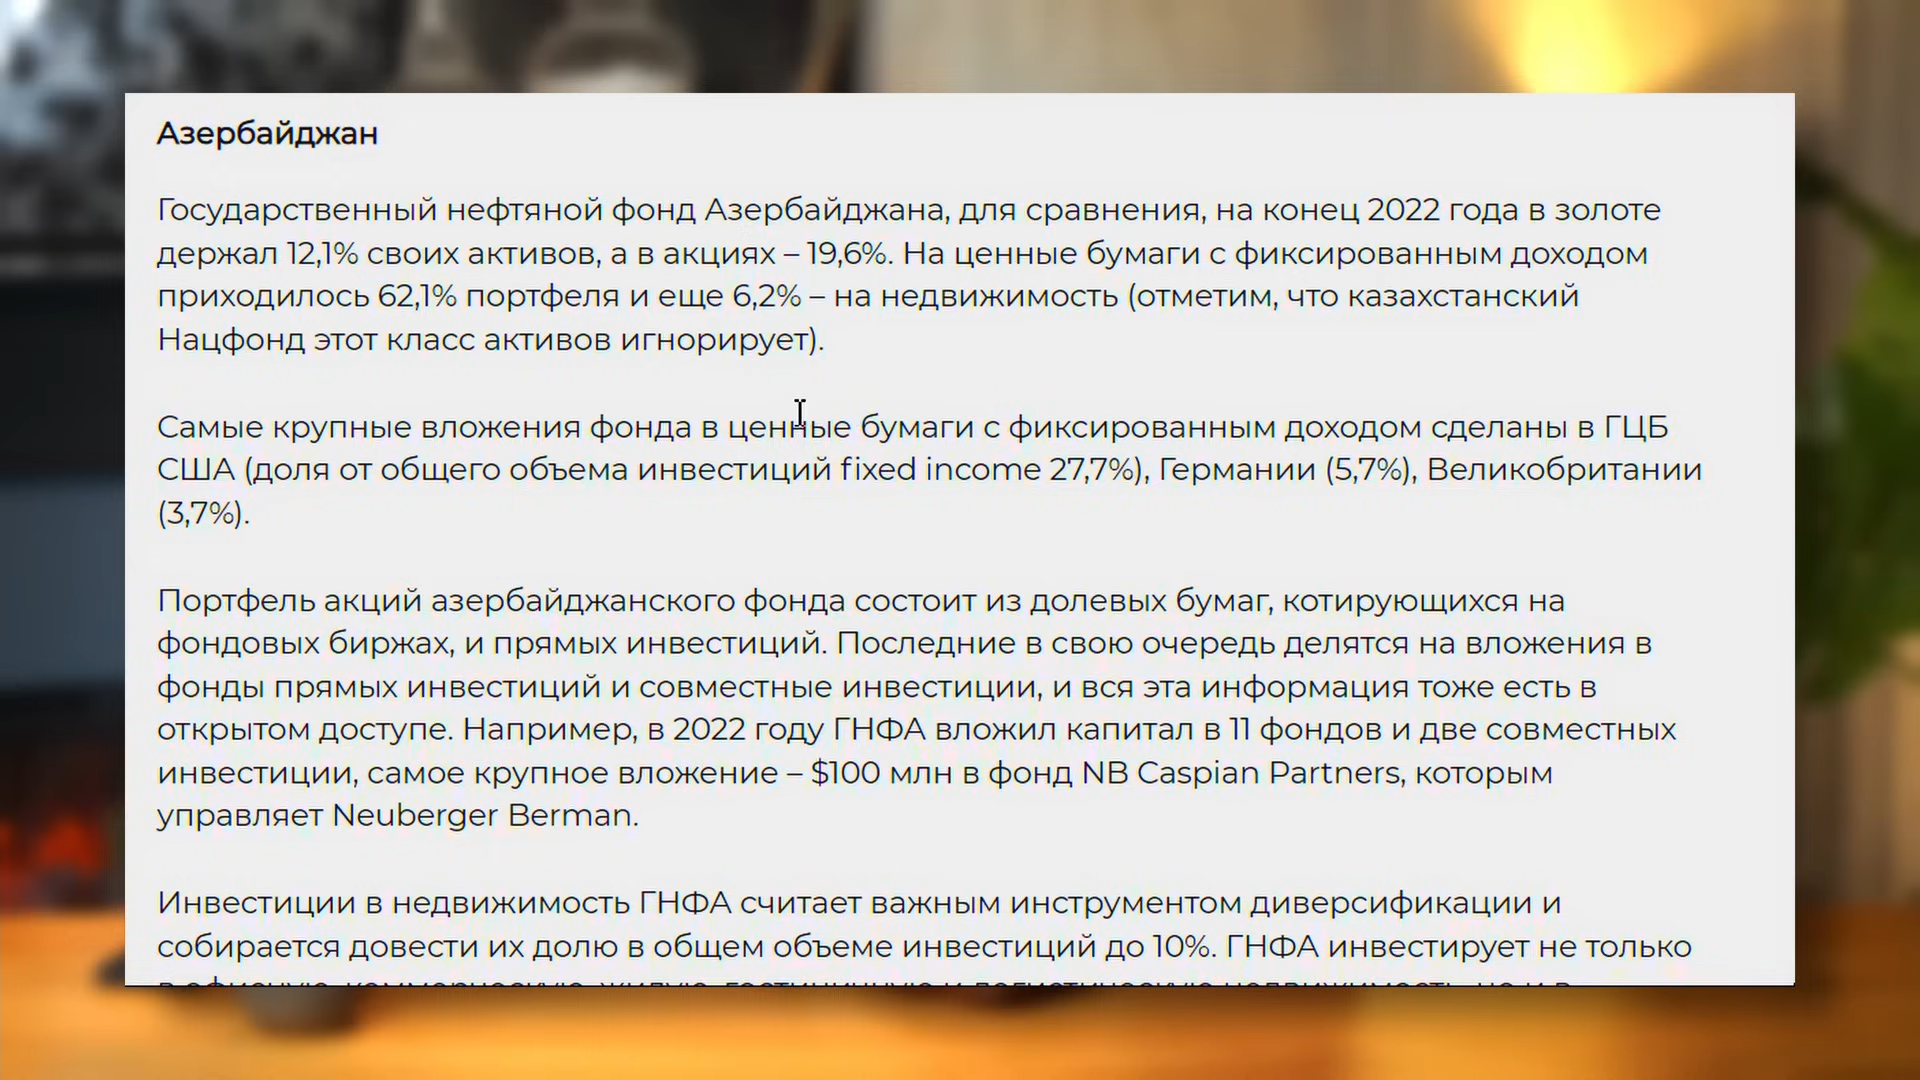 Азербайджан
Государственный нефтяной фонд Азербайджана, для сравнения, на конец 2022 года в золоте
держал 12,1% своих активов, а в акциях – 19,6%. На ценные бумаги с фиксированным доходом
приходилось 62,1% портфеля и еще 6,2% – на недвижимость (отметим, что казахстанский
Нацфонд этот класс активов игнорирует).
Самые крупные вложения фонда в ценные бумаги с фиксированным доходом сделаны в ГЦБ
США (доля от общего объема инвестиций fixed income 27,7%), Германии (5,7%), Великобритании
(3,7%).
Портфель акций азербайджанского фонда состоит из долевых бумаг, котирующихся на
фондовых биржах, и прямых инвестиций. Последние в свою очередь делятся на вложения в
фонды прямых инвестиций и совместные инвестиции, и вся эта информация тоже есть в
открытом доступе. Например, в 2022 году ГНФА вложил капитал в 11 фондов и две совместных
инвестиции, самое крупное вложение – $100 млн в фонд NB Caspian Partners, которым
управляет Neuberger Berman.
Инвестиции в недвижимость ГНФА считает важным инструментом диверсификации и
собирается довести их долю в общем объеме инвестиций до 10%. ГНФА инвестирует не только